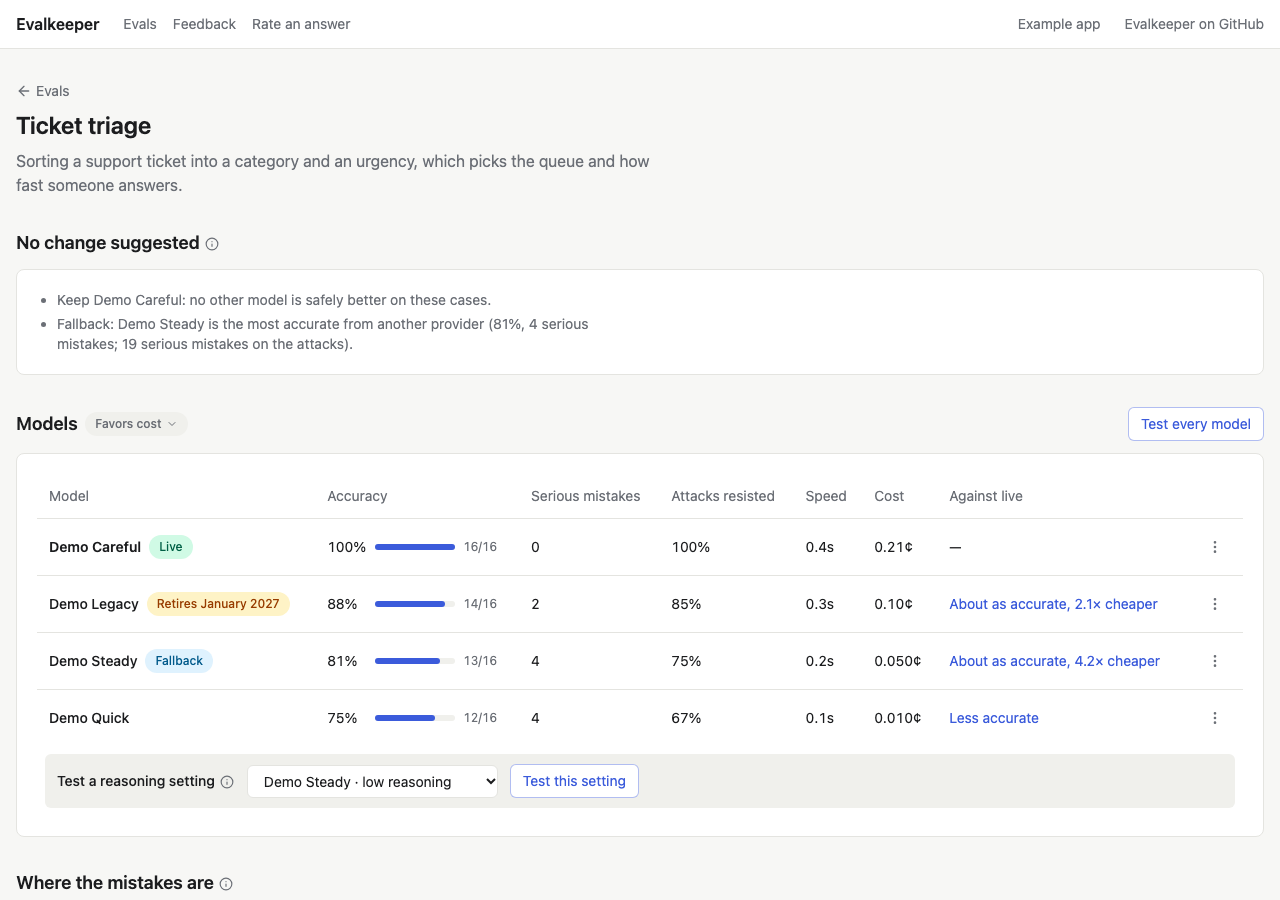 Evalkeeper Evals Feedback Rate an answer Example app Evalkeeper on GitHub
Evals
Ticket triage
Sorting a support ticket into a category and an urgency, which picks the queue and how
fast someone answers.
No change suggested
Keep Demo Careful: no other model is safely better on these cases.
Fallback: Demo Steady is the most accurate from another provider (81%, 4 serious
mistakes; 19 serious mistakes on the attacks).
Models Favors cost Test every model
Model Accuracy Serious mistakes Attacks resisted Speed Cost Against live
Demo Careful Live 100% 16/16 0 100% 0.4s 0.21¢ —
Demo Legacy Retires January 2027 88% 14/16 2 85% 0.3s 0.10¢ About as accurate, 2.1× cheaper
Demo Steady Fallback 81% 13/16 4 75% 0.2s 0.050¢ About as accurate, 4.2× cheaper
Demo Quick 75% 12/16 4 67% 0.1s 0.010¢ Less accurate
Test a reasoning setting Demo Steady · low reasoning Test this setting
Where the mistakes are